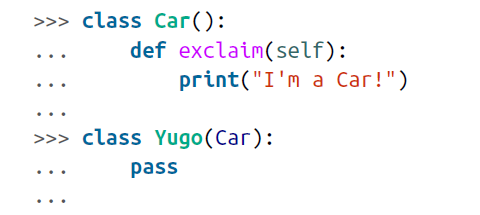 >>> class Car():
...     def exclaim(self):
...         print("I'm a Car!")
...
>>> class Yugo(Car):
...     pass
...